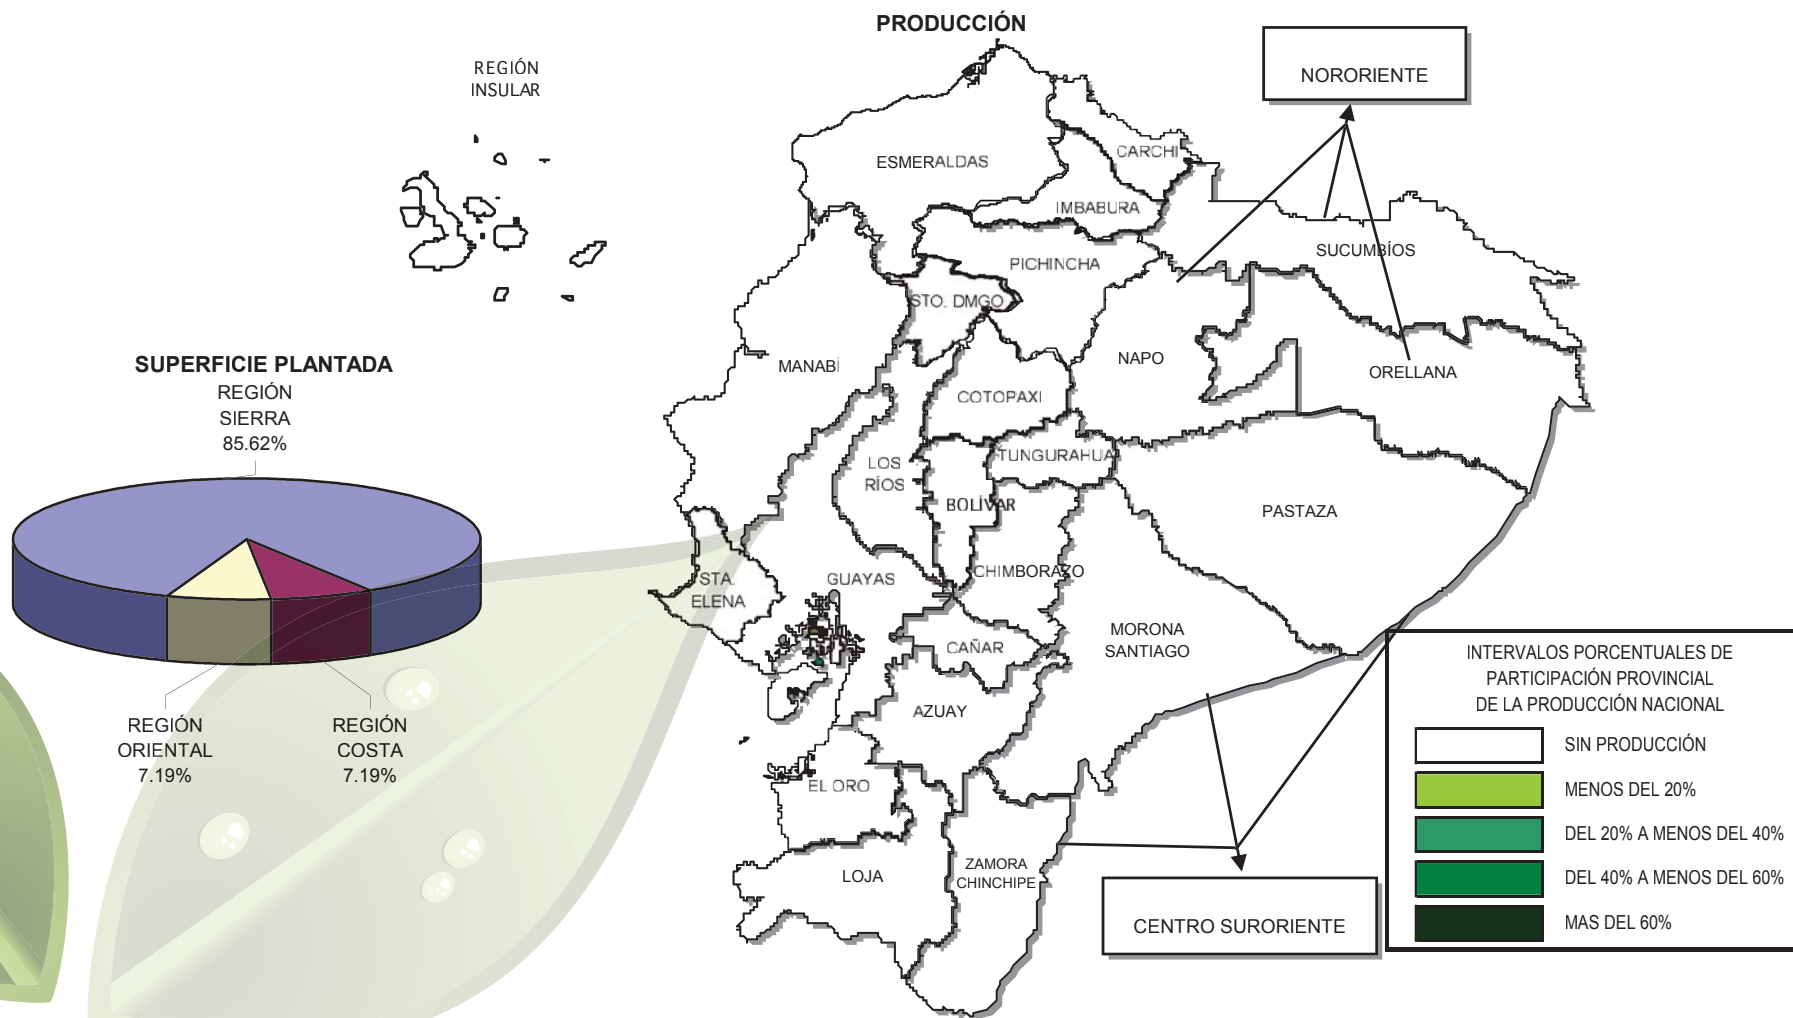 PRODUCCIÓN
REGIÓN
INSULAR
NORORIENTE
ESMERALDAS
CARCHI
IMBABURA
PICHINCHA
SUCUMBÍOS
STO. DMGO
MANABÍ
NAPO
ORELLANA
COTOPAXI
TUNGURAHUA
LOS
RÍOS
BOLÍVAR
PASTAZA
CHIMBORAZO
GUAYAS
STA.
ELENA
CAÑAR
MORONA
SANTIAGO
AZUAY
EL ORO
LOJA
ZAMORA
CHINCHIPE
CENTRO SURORIENTE
SUPERFICIE PLANTADA
REGIÓN
SIERRA
85.62%
REGIÓN
ORIENTAL
7.19%
REGIÓN
COSTA
7.19%
INTERVALOS PORCENTUALES DE
PARTICIPACIÓN PROVINCIAL
DE LA PRODUCCIÓN NACIONAL
SIN PRODUCCIÓN
MENOS DEL 20%
DEL 20% A MENOS DEL 40%
DEL 40% A MENOS DEL 60%
MAS DEL 60%